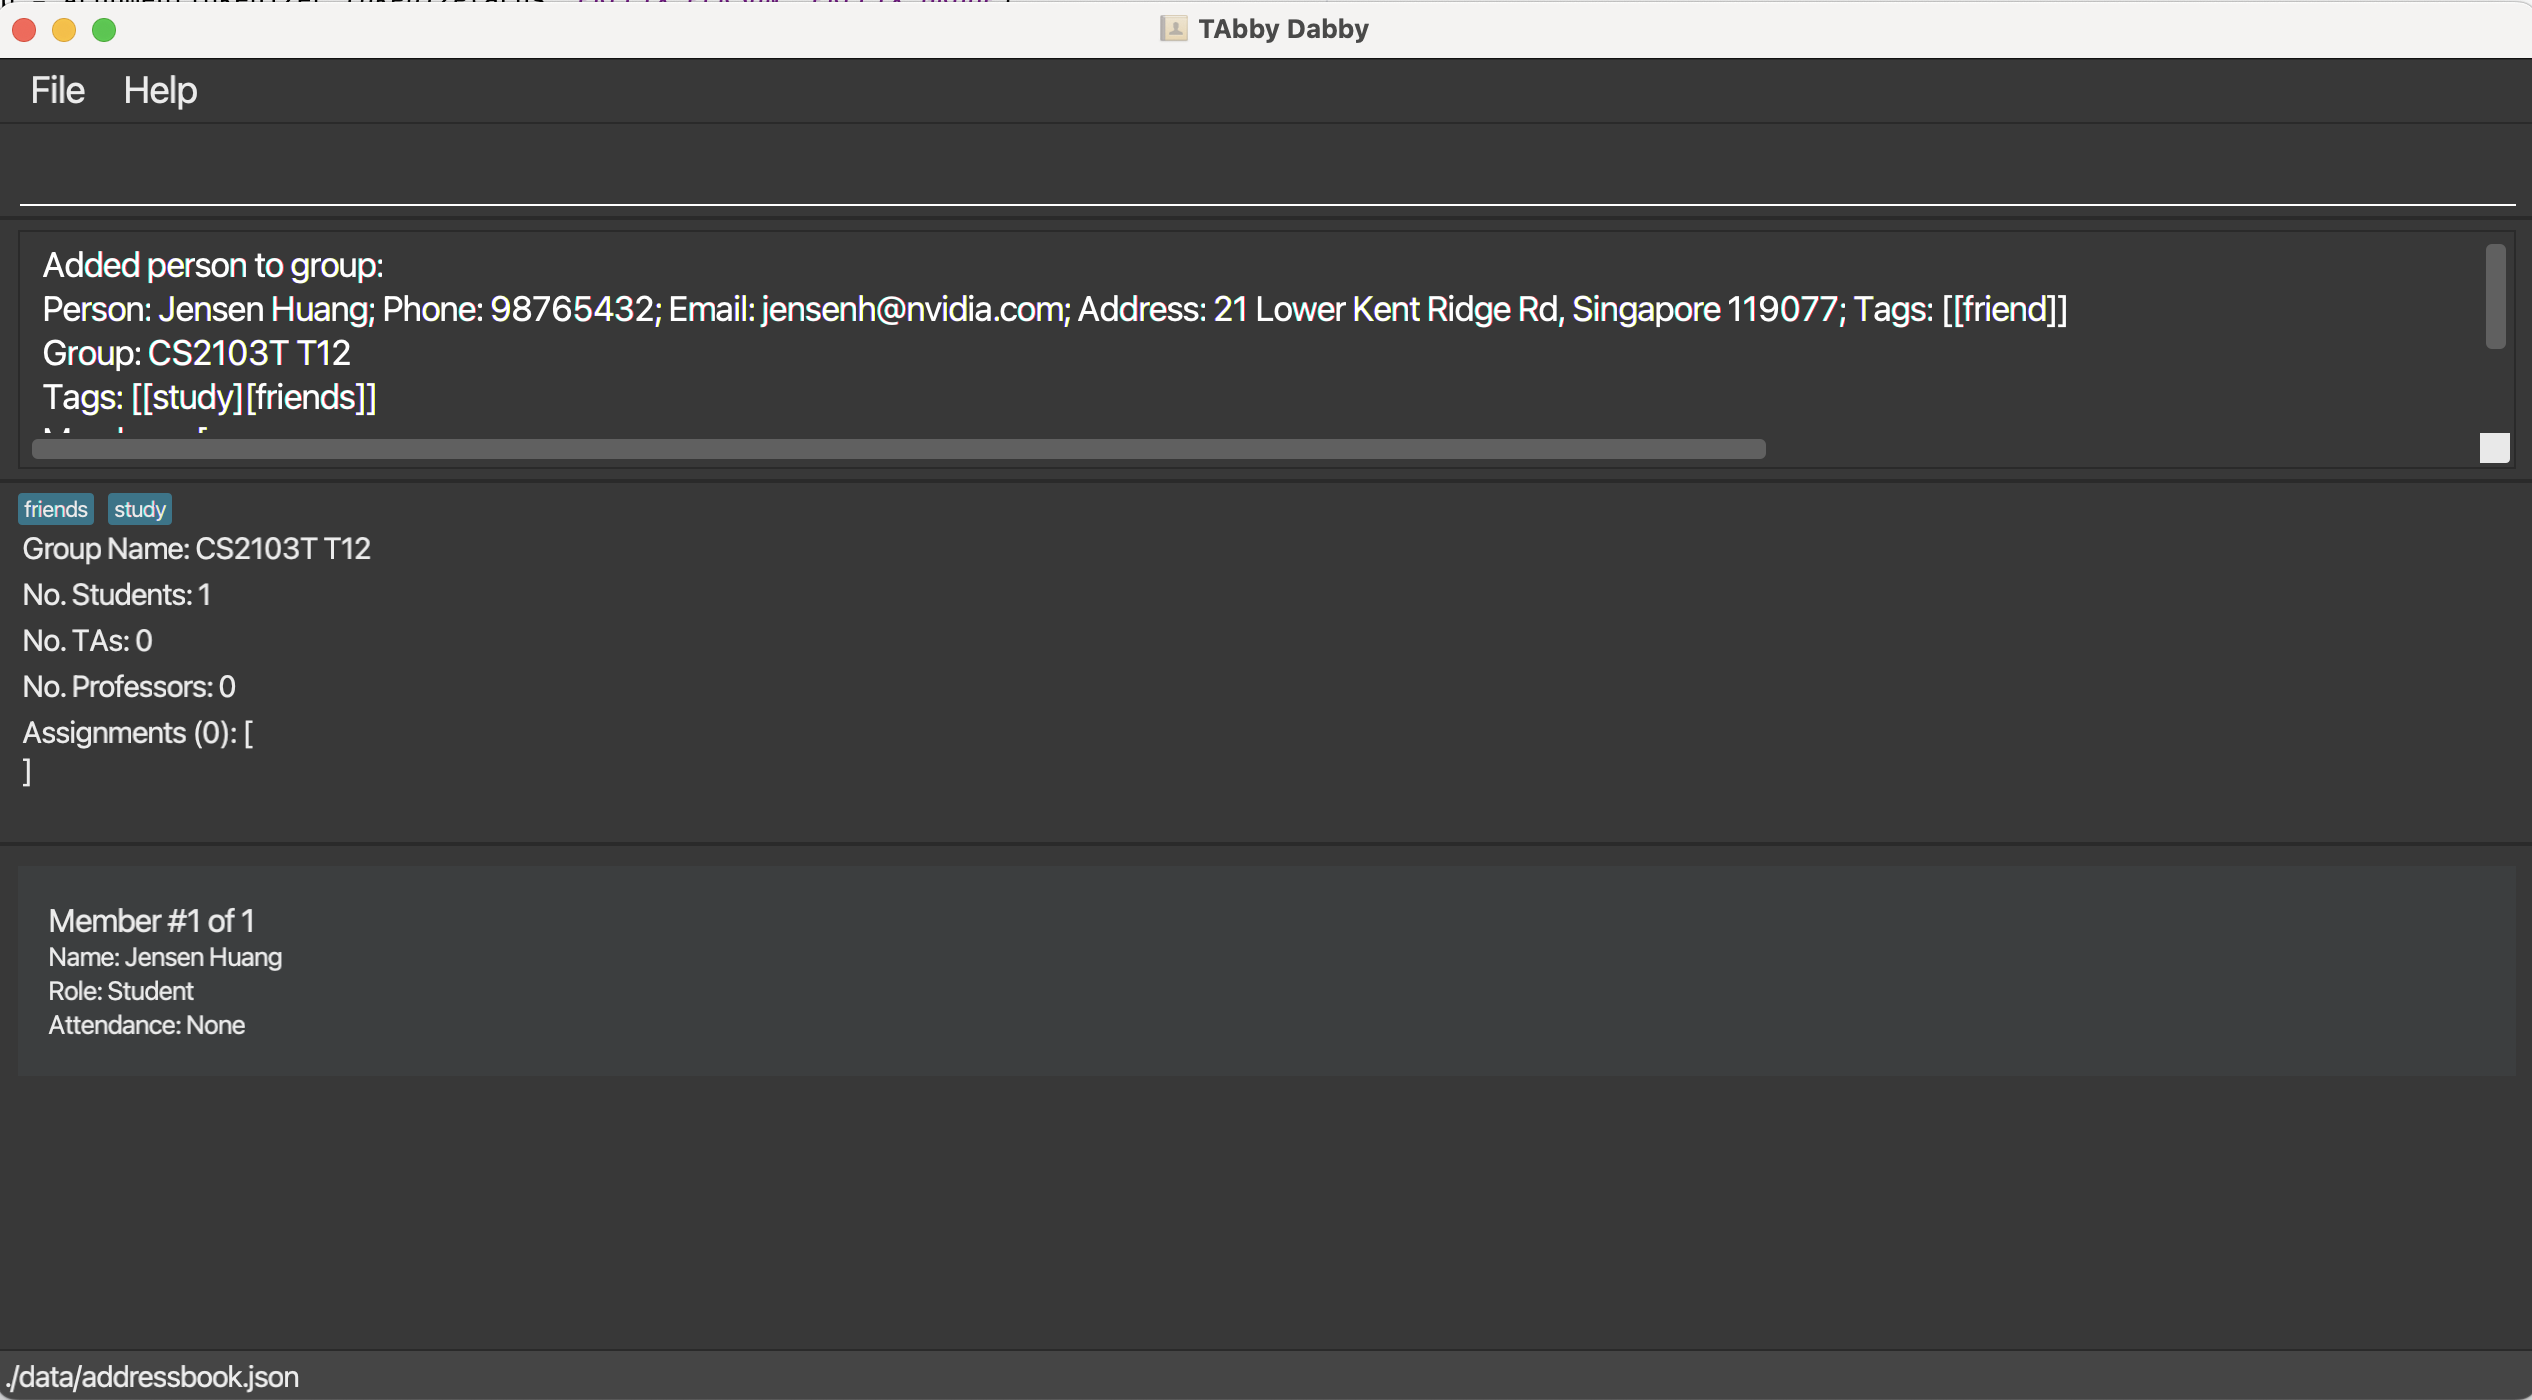 TAbby Dabby
File Help
Added person to group:
Person: Jensen Huang; Phone: 98765432; Email: jensenh@nvidia.com; Address: 21 Lower Kent Ridge Rd, Singapore 119077; Tags: [[friend]]
Group: CS2103T T12
Tags: [[study][friends]]
friends study
Group Name: CS2103T T12
No. Students: 1
No. TAs: 0
No. Professors: 0
Assignments (0): [
]
Member #1 of 1
Name: Jensen Huang
Role: Student
Attendance: None
./data/addressbook.json